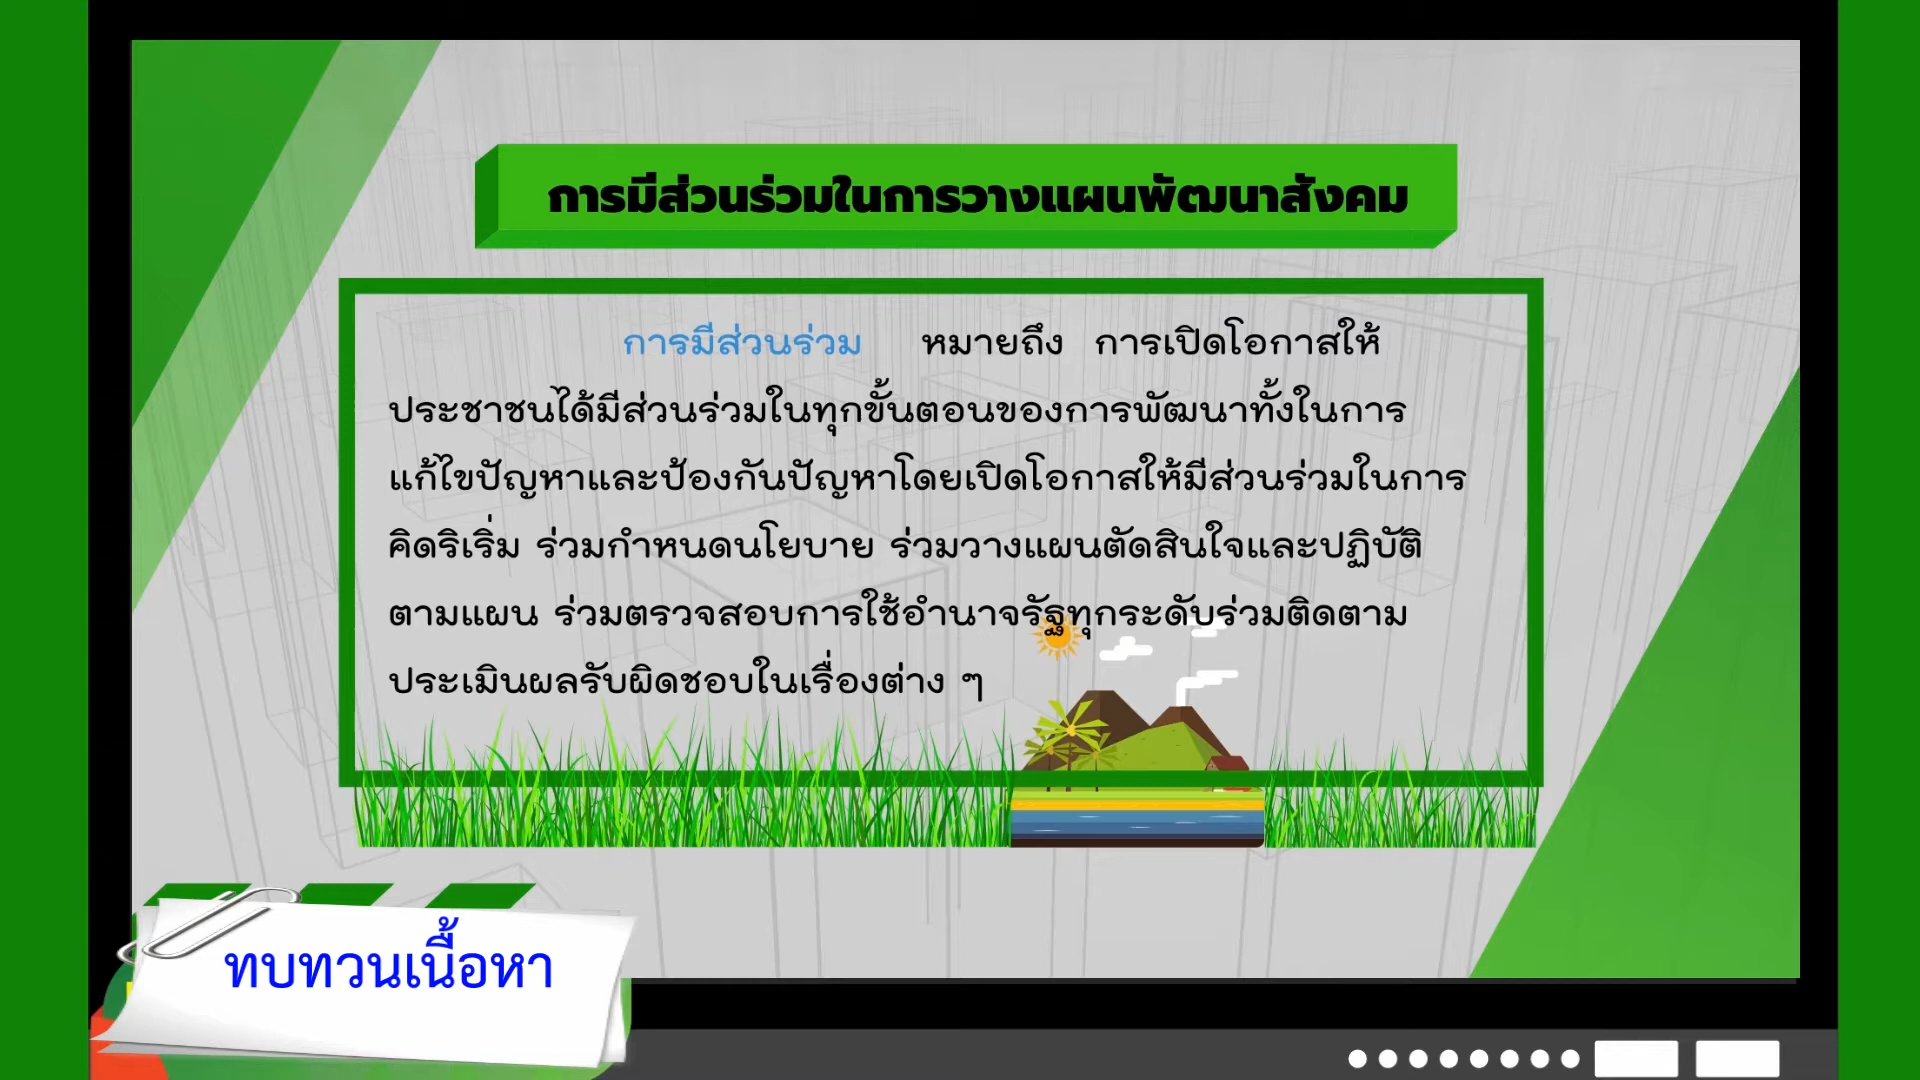 การมีส่วนร่วมในการวางแผนพัฒนาสังคม
การมีส่วนร่วม หมายถึง การเปิดโอกาสให้
ประชาชนได้มีส่วนร่วมในทุกขั้นตอนของการพัฒนาทั้งในการ
แก้ไขปัญหาและป้องกันปัญหาโดยเปิดโอกาสให้มีส่วนร่วมในการ
คิดริเริ่ม ร่วมกำหนดนโยบาย ร่วมวางแผนตัดสินใจและปฏิบัติ
ตามแผน ร่วมตรวจสอบการใช้อำนาจรัฐทุกระดับร่วมติดตาม
ประเมินผลรับผิดชอบในเรื่องต่าง ๆ
ทบทวนเนื้อหา